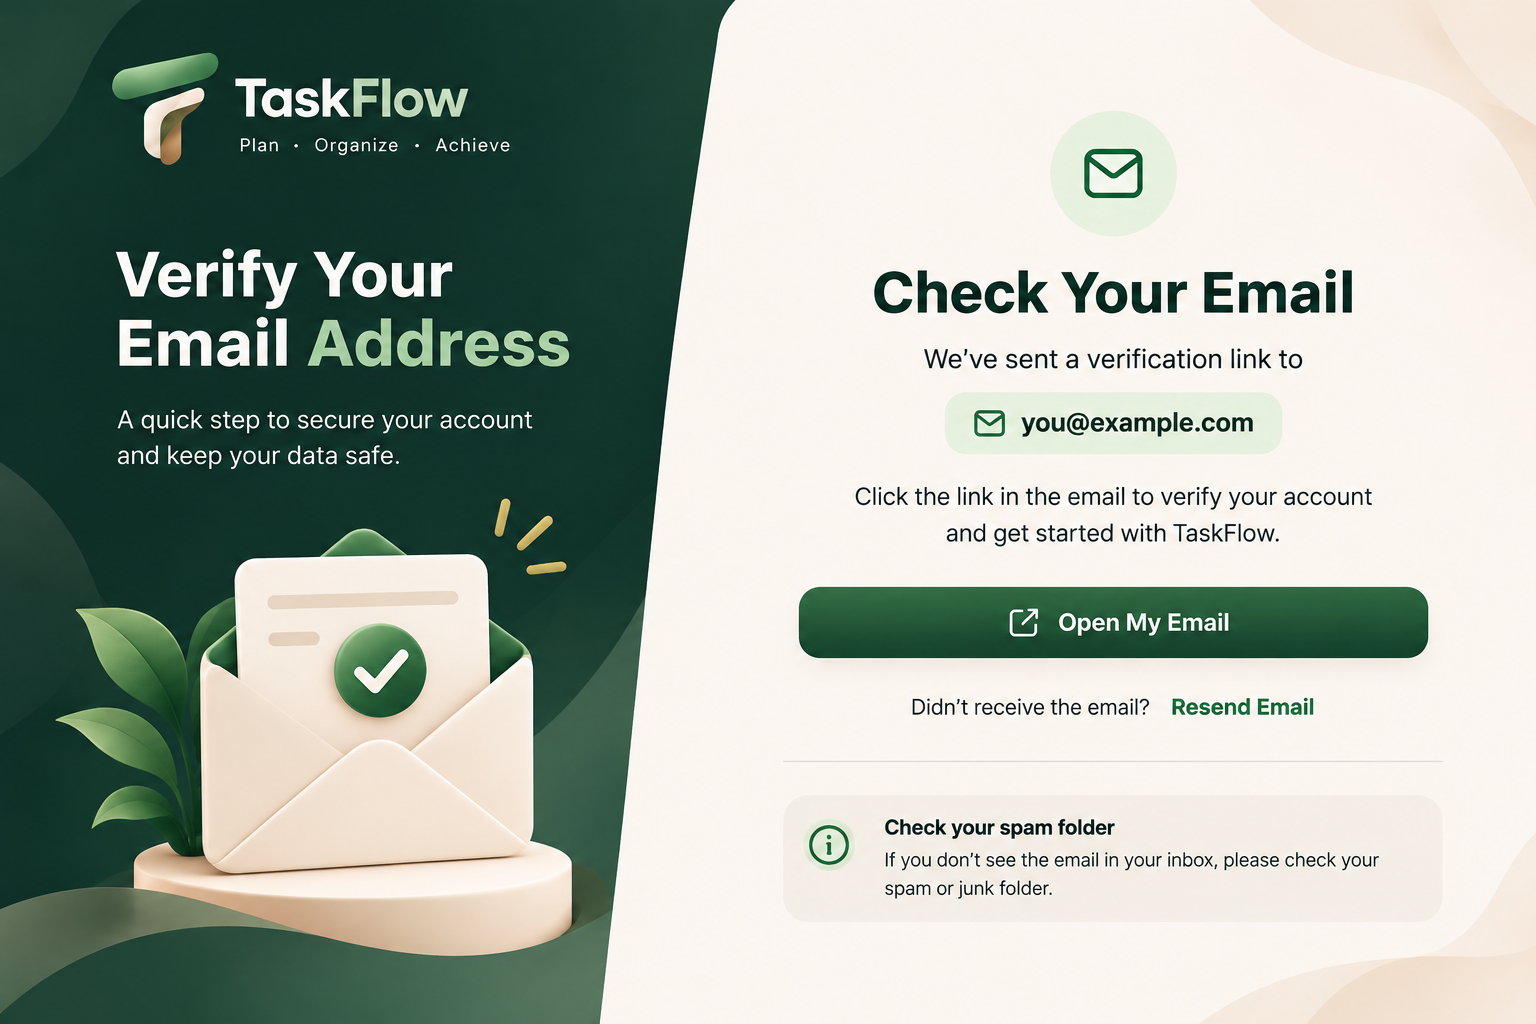 TaskFlow
Plan • Organize • Achieve
Verify Your
Email Address
A quick step to secure your account
and keep your data safe.
Check Your Email
We’ve sent a verification link to
you@example.com
Click the link in the email to verify your account
and get started with TaskFlow.
Open My Email
Didn’t receive the email? Resend Email
Check your spam folder
If you don’t see the email in your inbox, please check your
spam or junk folder.